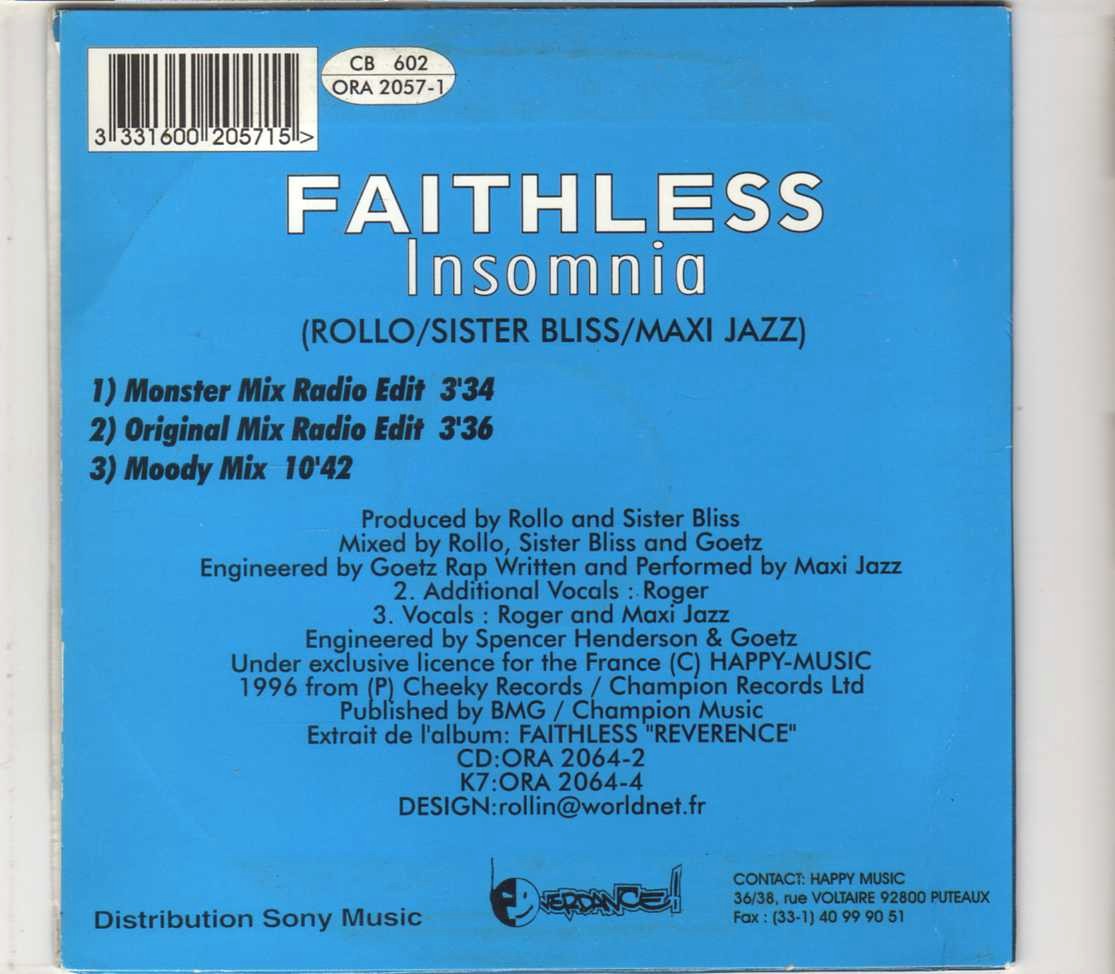 CB 602
ORA 2057-1
3 331600 205715 >
FAITHLESS
Insomnia
(ROLLO/SISTER BLISS/MAXI JAZZ)
1) Monster Mix Radio Edit 3'34
2) Original Mix Radio Edit 3'36
3) Moody Mix 10'42
Produced by Rollo and Sister Bliss
Mixed by Rollo, Sister Bliss and Goetz
Engineered by Goetz Rap Written and Performed by Maxi Jazz
2. Additional Vocals : Roger
3. Vocals : Roger and Maxi Jazz
Engineered by Spencer Henderson & Goetz
Under exclusive licence for the France (C) HAPPY-MUSIC
1996 from (P) Cheeky Records / Champion Records Ltd
Published by BMG / Champion Music
Extrait de l'album: FAITHLESS "REVERENCE"
CD:ORA 2064-2
K7:ORA 2064-4
DESIGN:rollin@worldnet.fr
Distribution Sony Music
OVERDANCE!
CONTACT: HAPPY MUSIC
36/38, rue VOLTAIRE 92800 PUTEAUX
Fax : (33-1) 40 99 90 51